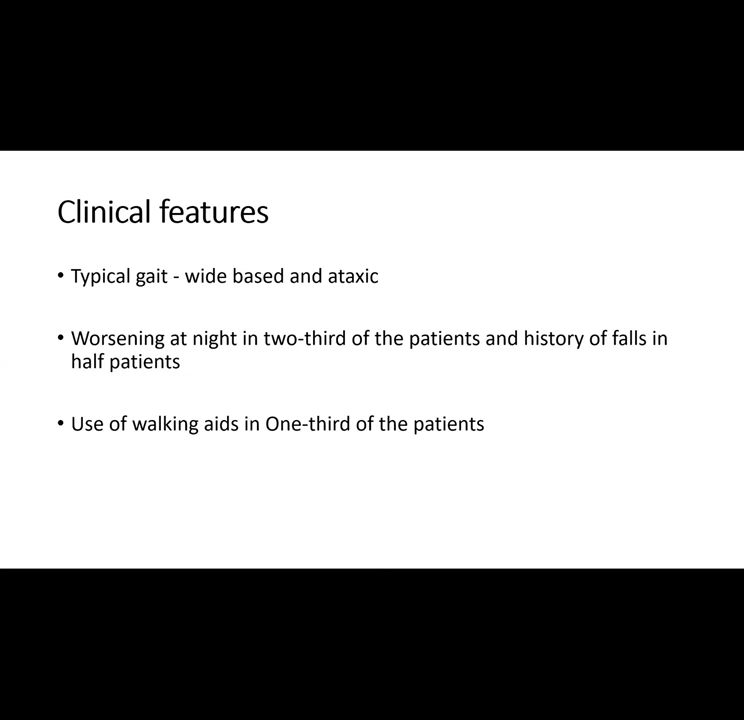 Clinical features
• Typical gait - wide based and ataxic
• Worsening at night in two-third of the patients and history of falls in
half patients
• Use of walking aids in One-third of the patients